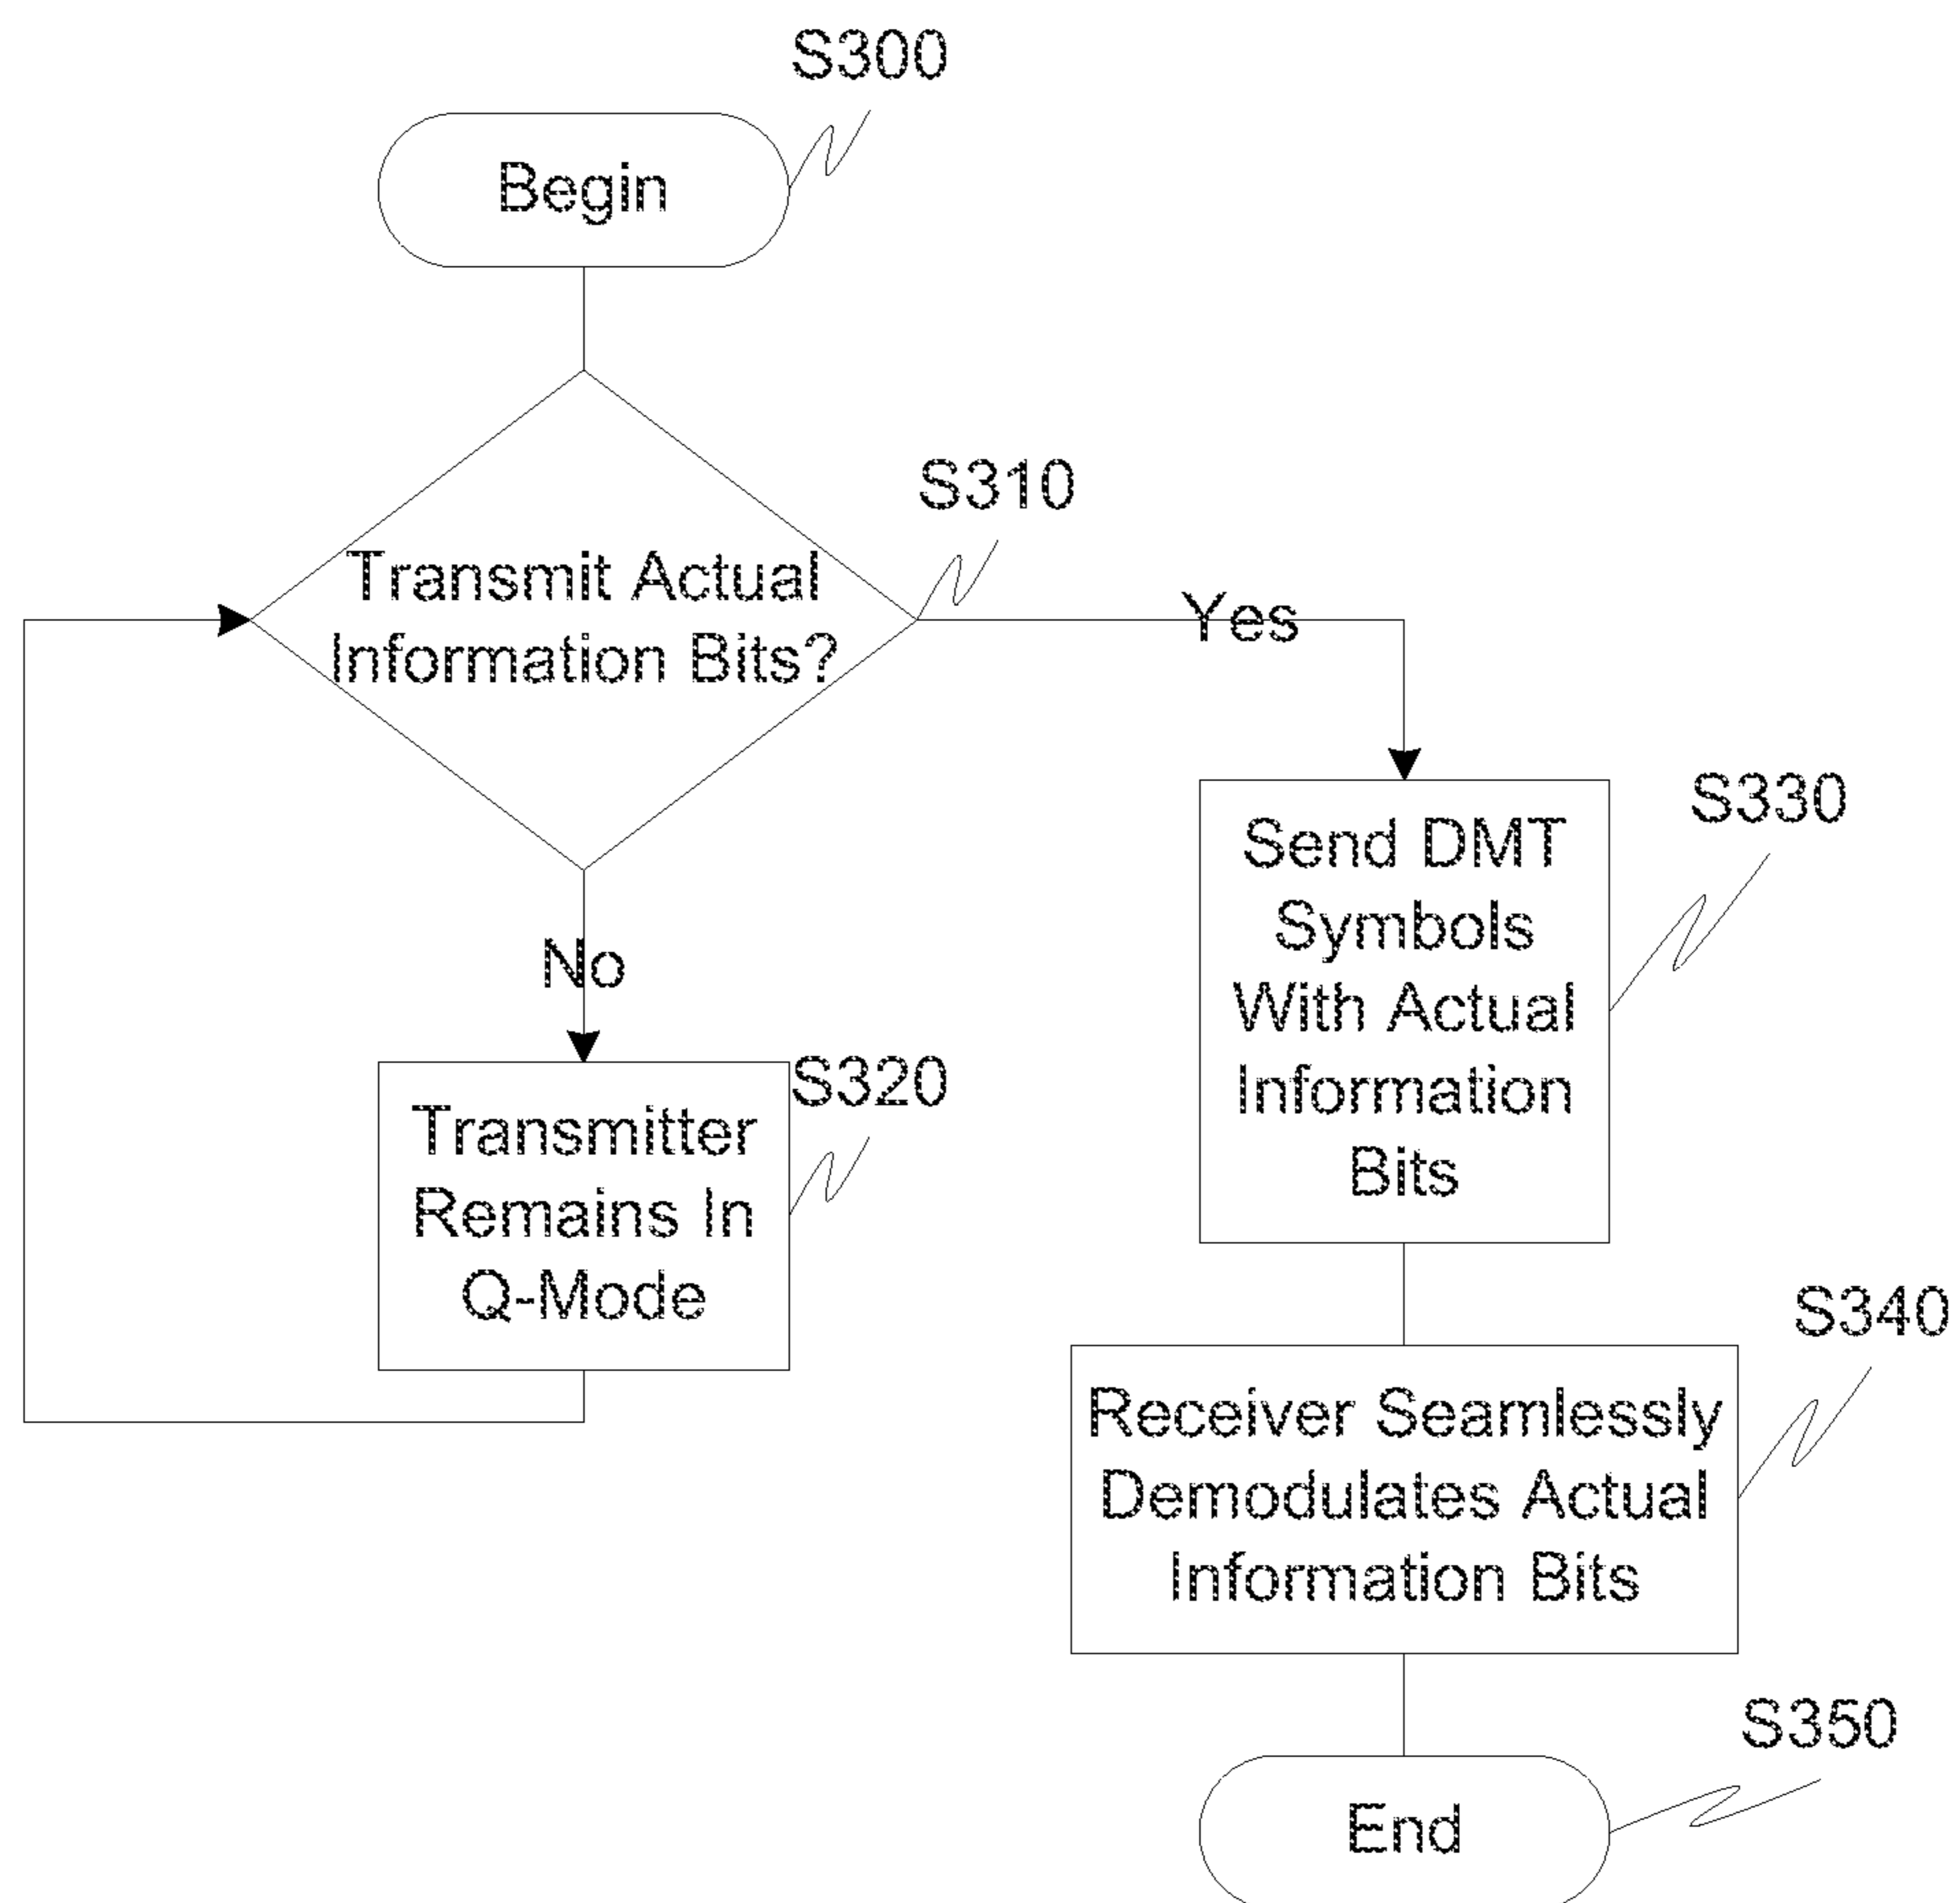 S300
Begin
S310
Transmit Actual
Information Bits?
Yes
No
S330
Send DMT
Symbols
With Actual
Information
Bits
S320
Transmitter
Remains In
Q-Mode
S340
Receiver Seamlessly
Demodulates Actual
Information Bits
S350
End